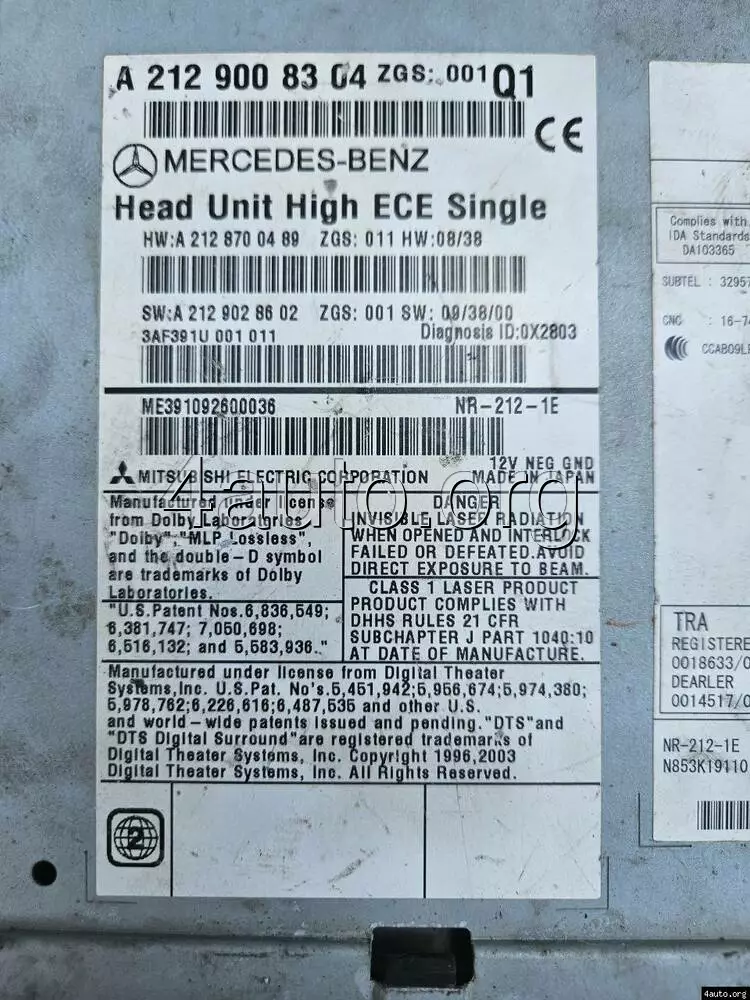 A 212 900 83 04 ZGS: 001 Q1
CE
MERCEDES-BENZ
Head Unit High ECE Single
HW:A 212 870 04 89 ZGS: 011 HW:08/38
SW:A 212 902 86 02 ZGS: 001 SW: 09/38/00
3AF391U 001 011 Diagnosis ID:0X2803
ME391092600036 NR-212-1E
12V NEG GND
MITSUBISHI ELECTRIC CORPORATION MADE IN JAPAN
Manufactured under license
from Dolby Laboratories
"Dolby","MLP Lossless",
and the double-D symbol
are trademarks of Dolby
Laboratories.
"U.S.Patent Nos.6,836,549;
6,381,747; 7,050,698;
6,516,132; and 5,583,936."
DANGER
INVISIBLE LASER RADIATION
WHEN OPENED AND INTERLOCK
FAILED OR DEFEATED.AVOID
DIRECT EXPOSURE TO BEAM.
CLASS 1 LASER PRODUCT
PRODUCT COMPLIES WITH
DHHS RULES 21 CFR
SUBCHAPTER J PART 1040:10
AT DATE OF MANUFACTURE.
Manufactured under license from Digital Theater
Systems,Inc. U.S.Pat. No's.5,451,942;5,956,674;5,974,380;
5,978,762;6,226,616;6,487,535 and other U.S.
and world-wide patents issued and pending."DTS"and
"DTS Digital Surround"are registered trademarks of
Digital Theater Systems, Inc. Copyright 1996,2003
Digital Theater Systems, Inc. All Rights Reserved.
2
Complies with
IDA Standards
DA103365
SUBTEL : 3295
CNC : 16-7
CCAB09L
TRA
REGISTERE
0018633/0
DEARLER
0014517/0
NR-212-1E
N853K19110
4auto.org
4auto.org